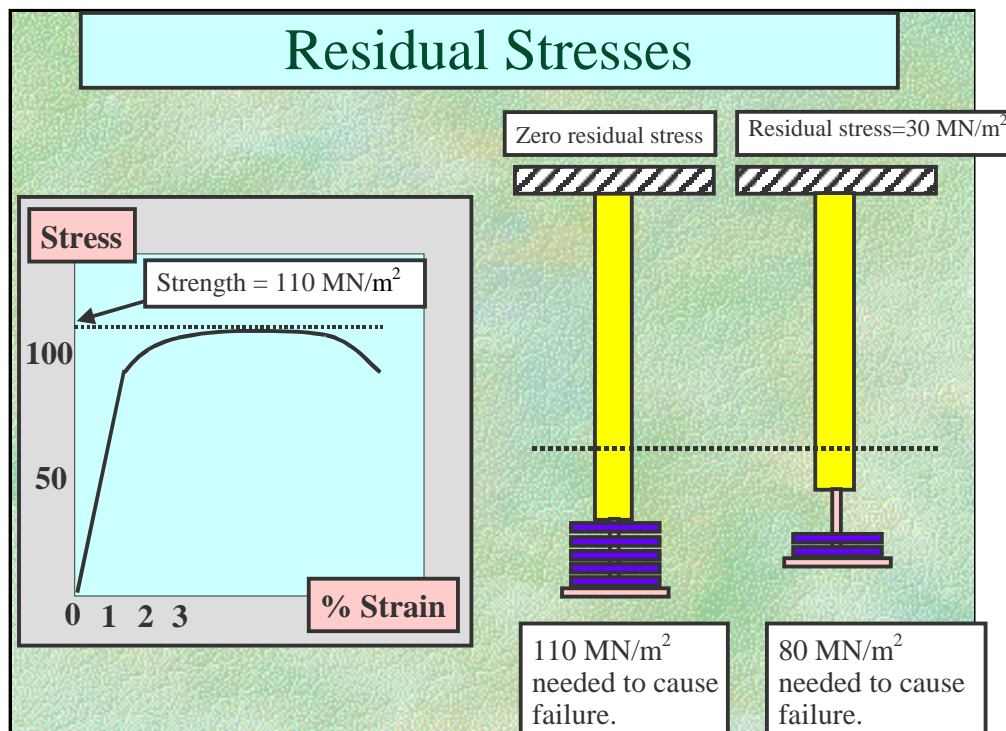 Residual Stresses
Zero residual stress
Residual stress=30 MN/m²
Stress
Strength = 110 MN/m²
100
50
0 1 2 3
% Strain
110 MN/m²
needed to cause
failure.
80 MN/m²
needed to cause
failure.